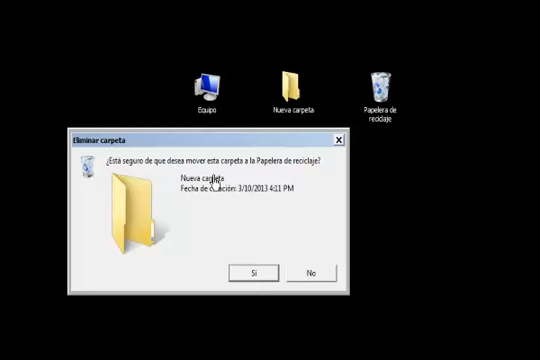 Equipo
Nueva carpeta
Papelera de
reciclaje
Eliminar carpeta
¿Está seguro de que desea mover esta carpeta a la Papelera de reciclaje?
Nueva carpeta
Fecha de creación: 3/10/2013 4:11 PM
Sí
No